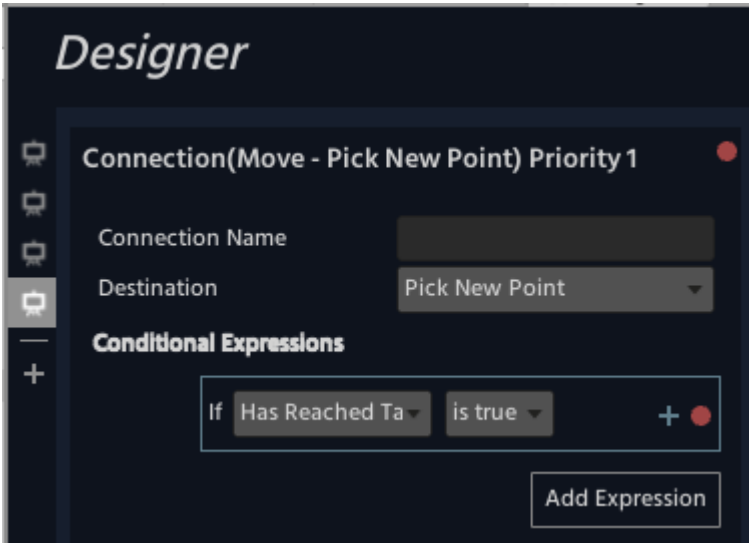 Designer
Connection(Move - Pick New Point) Priority 1
Connection Name
Destination Pick New Point
Conditional Expressions
If Has Reached Ta is true
Add Expression